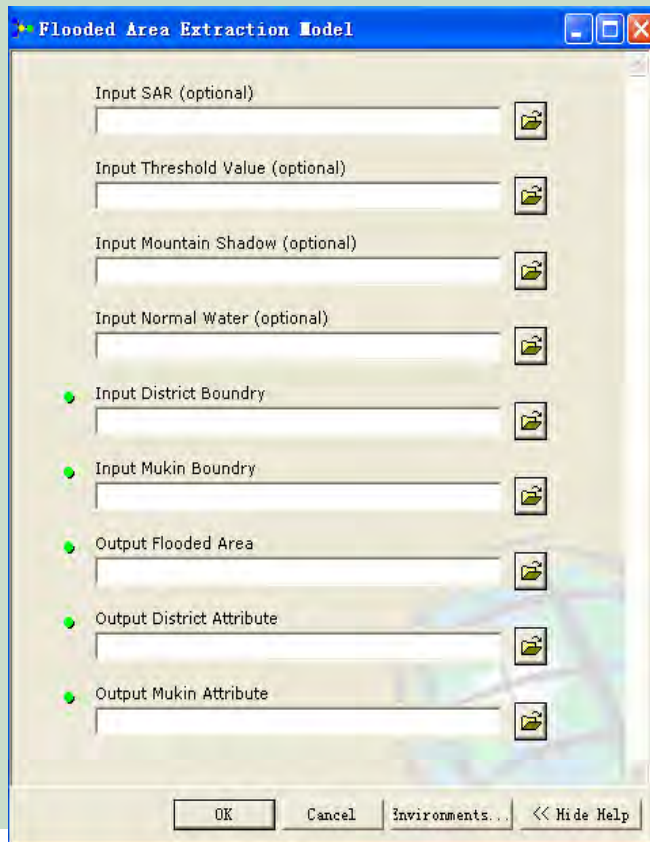 Flooded Area Extraction Model
Input SAR (optional)
Input Threshold Value (optional)
Input Mountain Shadow (optional)
Input Normal Water (optional)
Input District Boundry
Input Mukin Boundry
Output Flooded Area
Output District Attribute
Output Mukin Attribute
OK Cancel Environments... << Hide Help